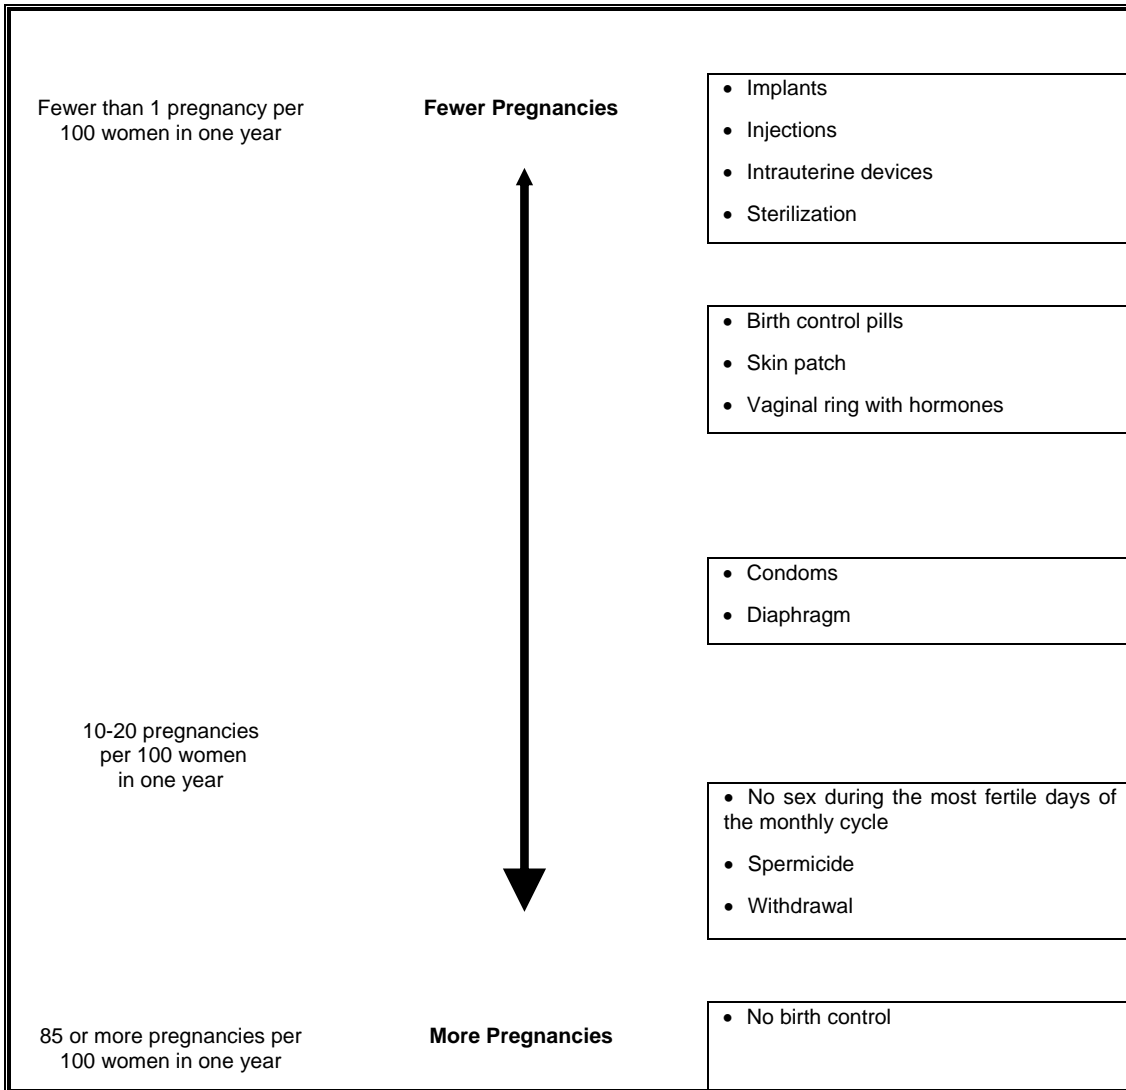 Fewer than 1 pregnancy per
100 women in one year
Fewer Pregnancies
• Implants
• Injections
• Intrauterine devices
• Sterilization
• Birth control pills
• Skin patch
• Vaginal ring with hormones
• Condoms
• Diaphragm
10-20 pregnancies
per 100 women
in one year
• No sex during the most fertile days of
the monthly cycle
• Spermicide
• Withdrawal
85 or more pregnancies per
100 women in one year
More Pregnancies
• No birth control